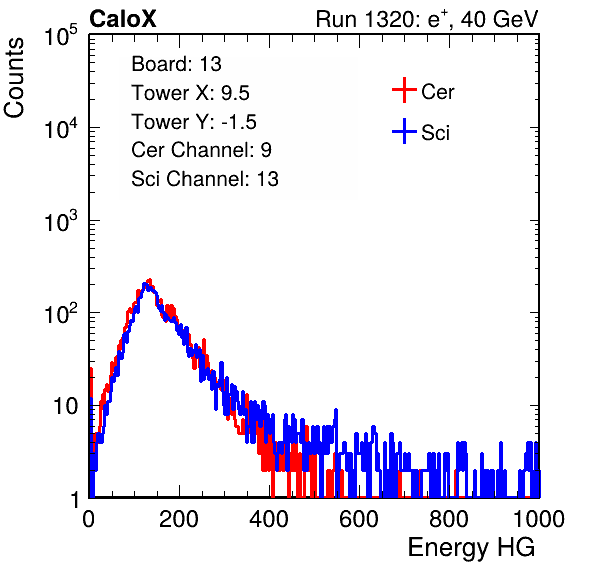 CaloX Run 1320: e⁺, 40 GeV
Board: 13
Tower X: 9.5
Tower Y: -1.5
Cer Channel: 9
Sci Channel: 13
Cer
Sci
Counts
10⁵
10⁴
10³
10²
10
1
0 200 400 600 800 1000
Energy HG